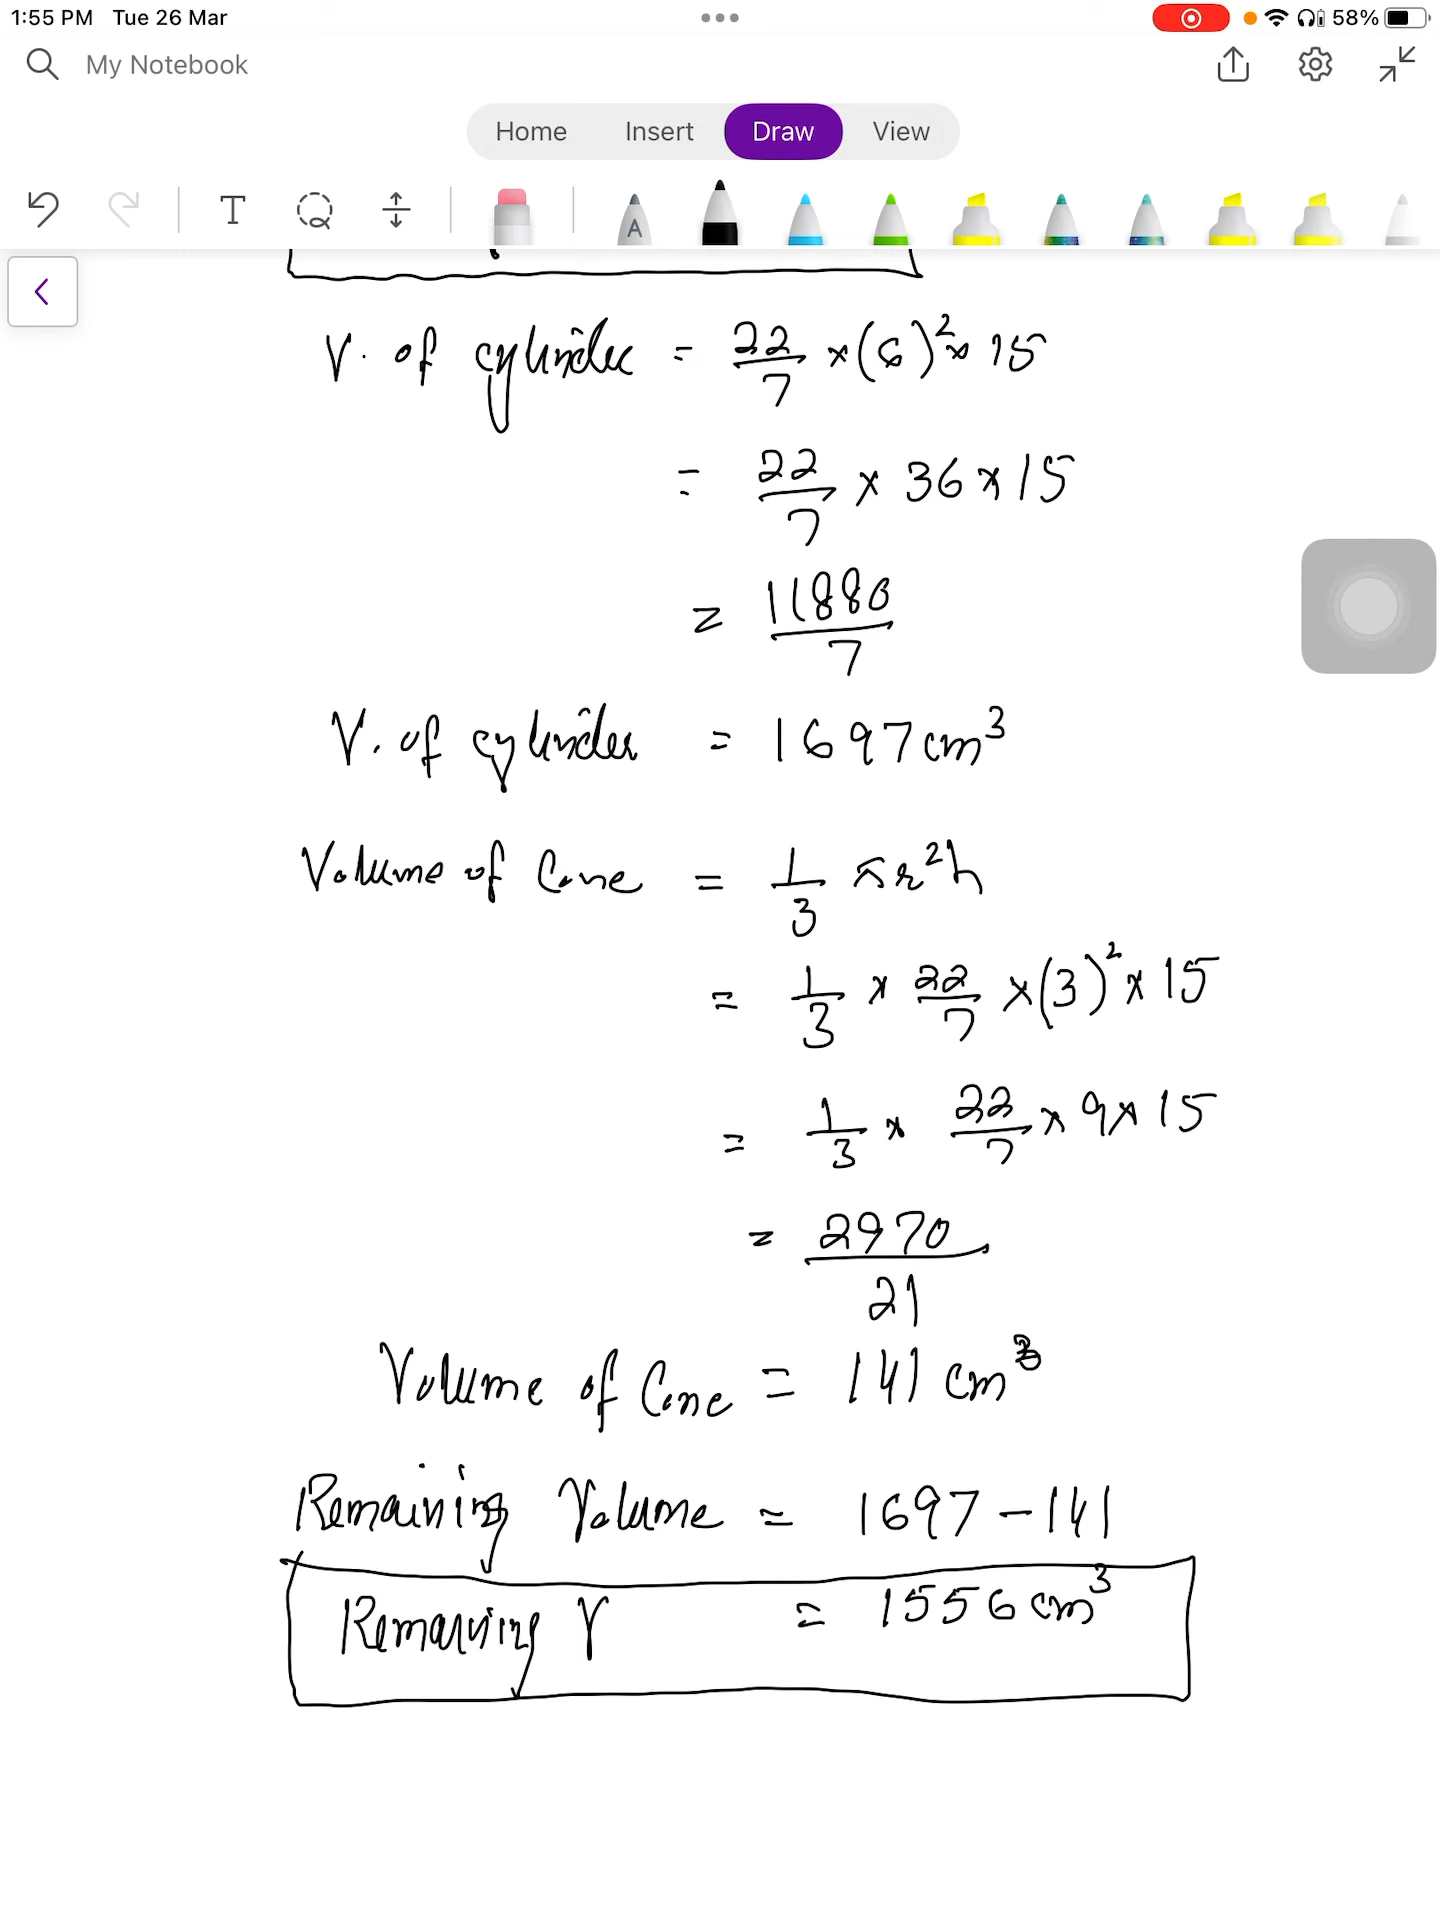 1:55 PM Tue 26 Mar
58%
My Notebook
Home Insert Draw View
T A
V. of cylinder = 22/7 × (6)² × 15
= 22/7 × 36 × 15
= 11880/7
V. of cylinder = 1697 cm³
Volume of Cone = 1/3 πr²h
= 1/3 × 22/7 × (3)² × 15
= 1/3 × 22/7 × 9 × 15
= 2970/21
Volume of Cone = 141 cm³
Remaining Volume = 1697 - 141
Remaining V = 1556 cm³